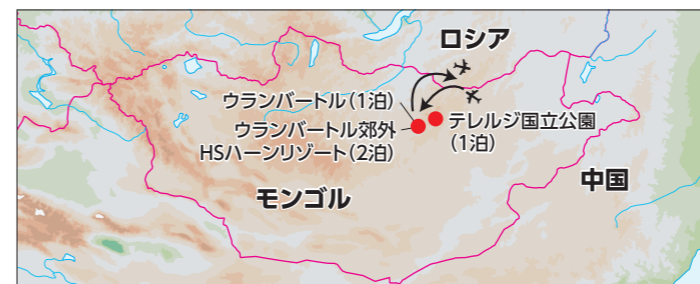 ロシア
ウランバートル(1泊)
ウランバートル郊外
HSハーンリゾート(2泊)
テレルジ国立公園
(1泊)
モンゴル
中国